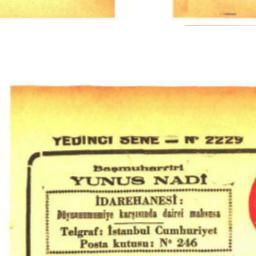 YEDİNCİ SENE — Nº 2229
Başmuharriri
YUNUS NADİ
İDAREHANESİ:
Düyunuumumiye karşısında dairei mahsusa
Telgraf: İstanbul Cumhuriyet
Posta kutusu: Nº 246